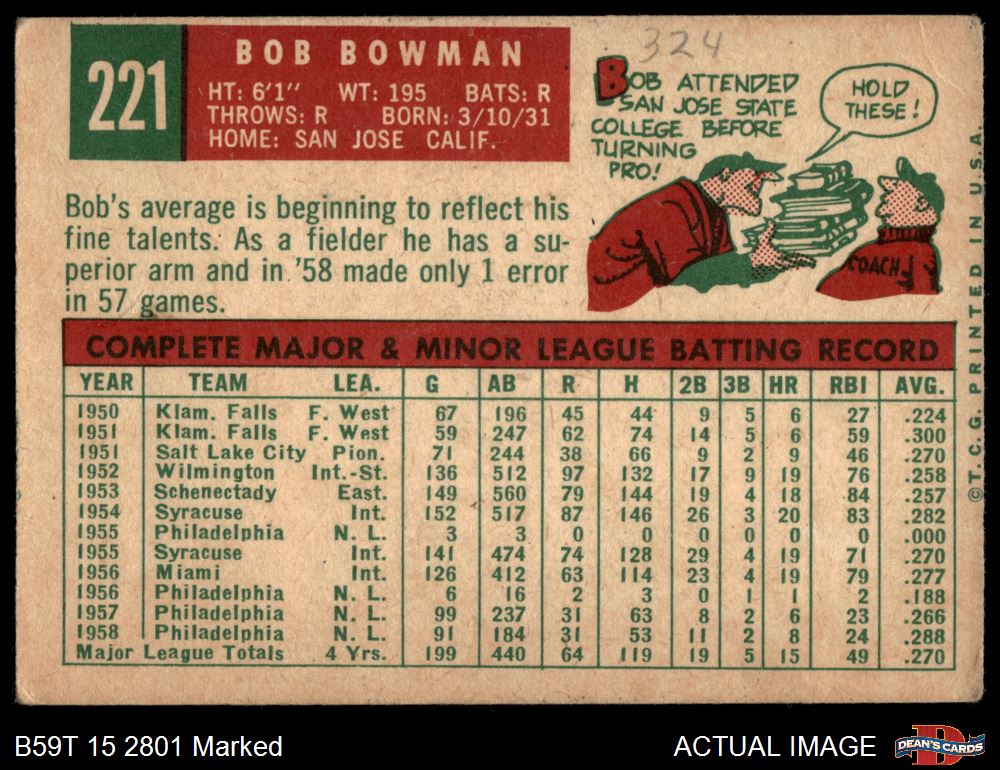 221
BOB BOWMAN
HT: 6'1" WT: 195 BATS: R
THROWS: R BORN: 3/10/31
HOME: SAN JOSE CALIF.
324
BOB ATTENDED
SAN JOSE STATE
COLLEGE BEFORE
TURNING
PRO!
HOLD
THESE!
COACH
Bob's average is beginning to reflect his
fine talents. As a fielder he has a su-
perior arm and in '58 made only 1 error
in 57 games.
COMPLETE MAJOR & MINOR LEAGUE BATTING RECORD
YEAR TEAM LEA. G AB R H 2B 3B HR RBI AVG.
1950 Klam. Falls F. West 67 196 45 44 9 5 6 27 .224
1951 Klam. Falls F. West 59 247 62 74 14 5 6 59 .300
1951 Salt Lake City Pion. 71 244 38 66 9 2 9 46 .270
1952 Wilmington Int.-St. 136 512 97 132 17 9 19 76 .258
1953 Schenectady East. 149 560 79 144 19 4 18 84 .257
1954 Syracuse Int. 152 517 87 146 26 3 20 83 .282
1955 Philadelphia N. L. 3 3 0 0 0 0 0 0 .000
1955 Syracuse Int. 141 474 74 128 29 4 19 71 .270
1956 Miami Int. 126 412 63 114 23 4 19 79 .277
1956 Philadelphia N. L. 6 16 2 3 0 1 1 2 .188
1957 Philadelphia N. L. 99 237 31 63 8 2 6 23 .266
1958 Philadelphia N. L. 91 184 31 53 11 2 8 24 .288
Major League Totals 4 Yrs. 199 440 64 119 19 5 15 49 .270
©T.C.G. PRINTED IN U.S.A.
B59T 15 2801 Marked
ACTUAL IMAGE
D
DEAN'S CARDS